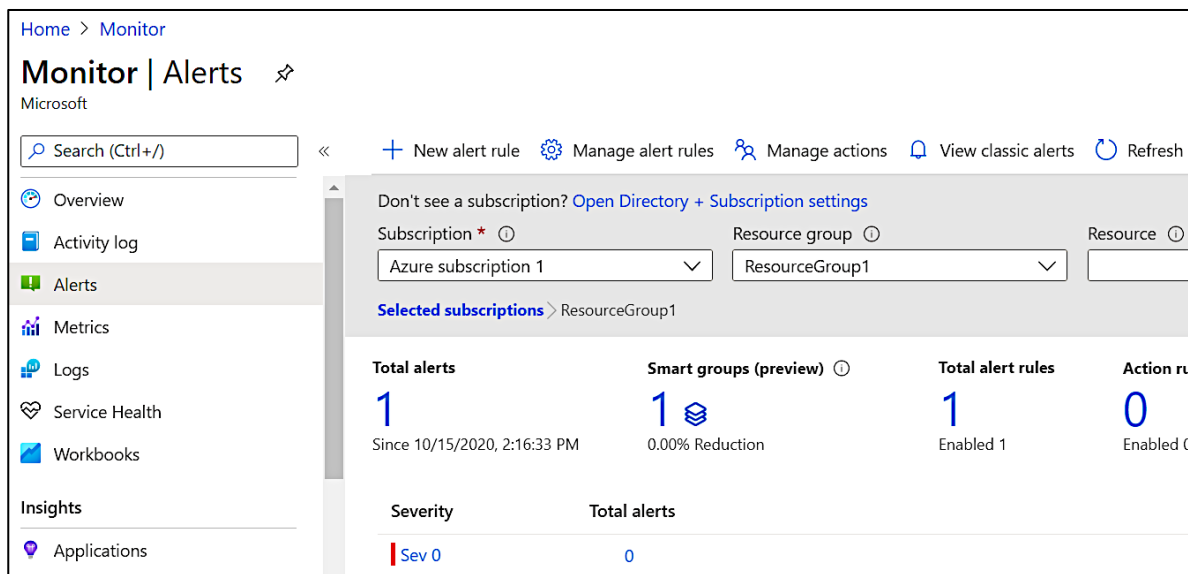 Home > Monitor
Monitor | Alerts
Microsoft
Search (Ctrl+/)
«
New alert rule Manage alert rules Manage actions View classic alerts Refresh
Overview
Activity log
Alerts
Metrics
Logs
Service Health
Workbooks
Insights
Applications
Don't see a subscription? Open Directory + Subscription settings
Subscription * Resource group Resource
Azure subscription 1 ResourceGroup1
Selected subscriptions > ResourceGroup1
Total alerts Smart groups (preview) Total alert rules Action ru
1 1 1 0
Since 10/15/2020, 2:16:33 PM 0.00% Reduction Enabled 1 Enabled 0
Severity Total alerts
Sev 0 0